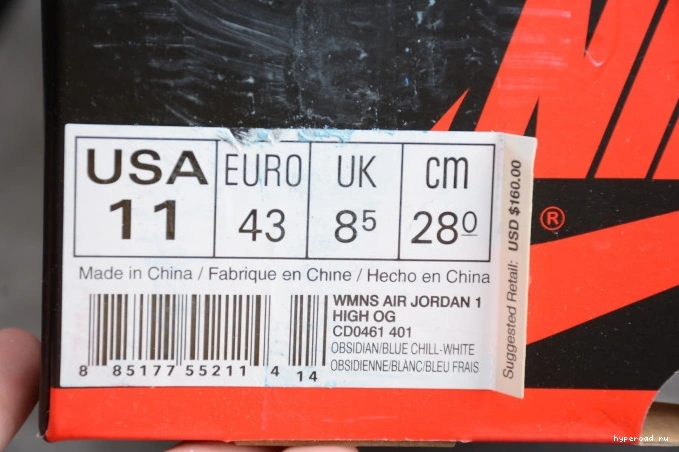 USA EURO UK cm
11 43 8 5 28 0
Made in China / Fabrique en Chine / Hecho en China
WMNS AIR JORDAN 1
HIGH OG
CD0461 401
OBSIDIAN/BLUE CHILL-WHITE
OBSIDIENNE/BLANC/BLEU FRAIS
8 85177 55211 4 14
Suggested Retail: USD $160.00
®
hyperoad.ru